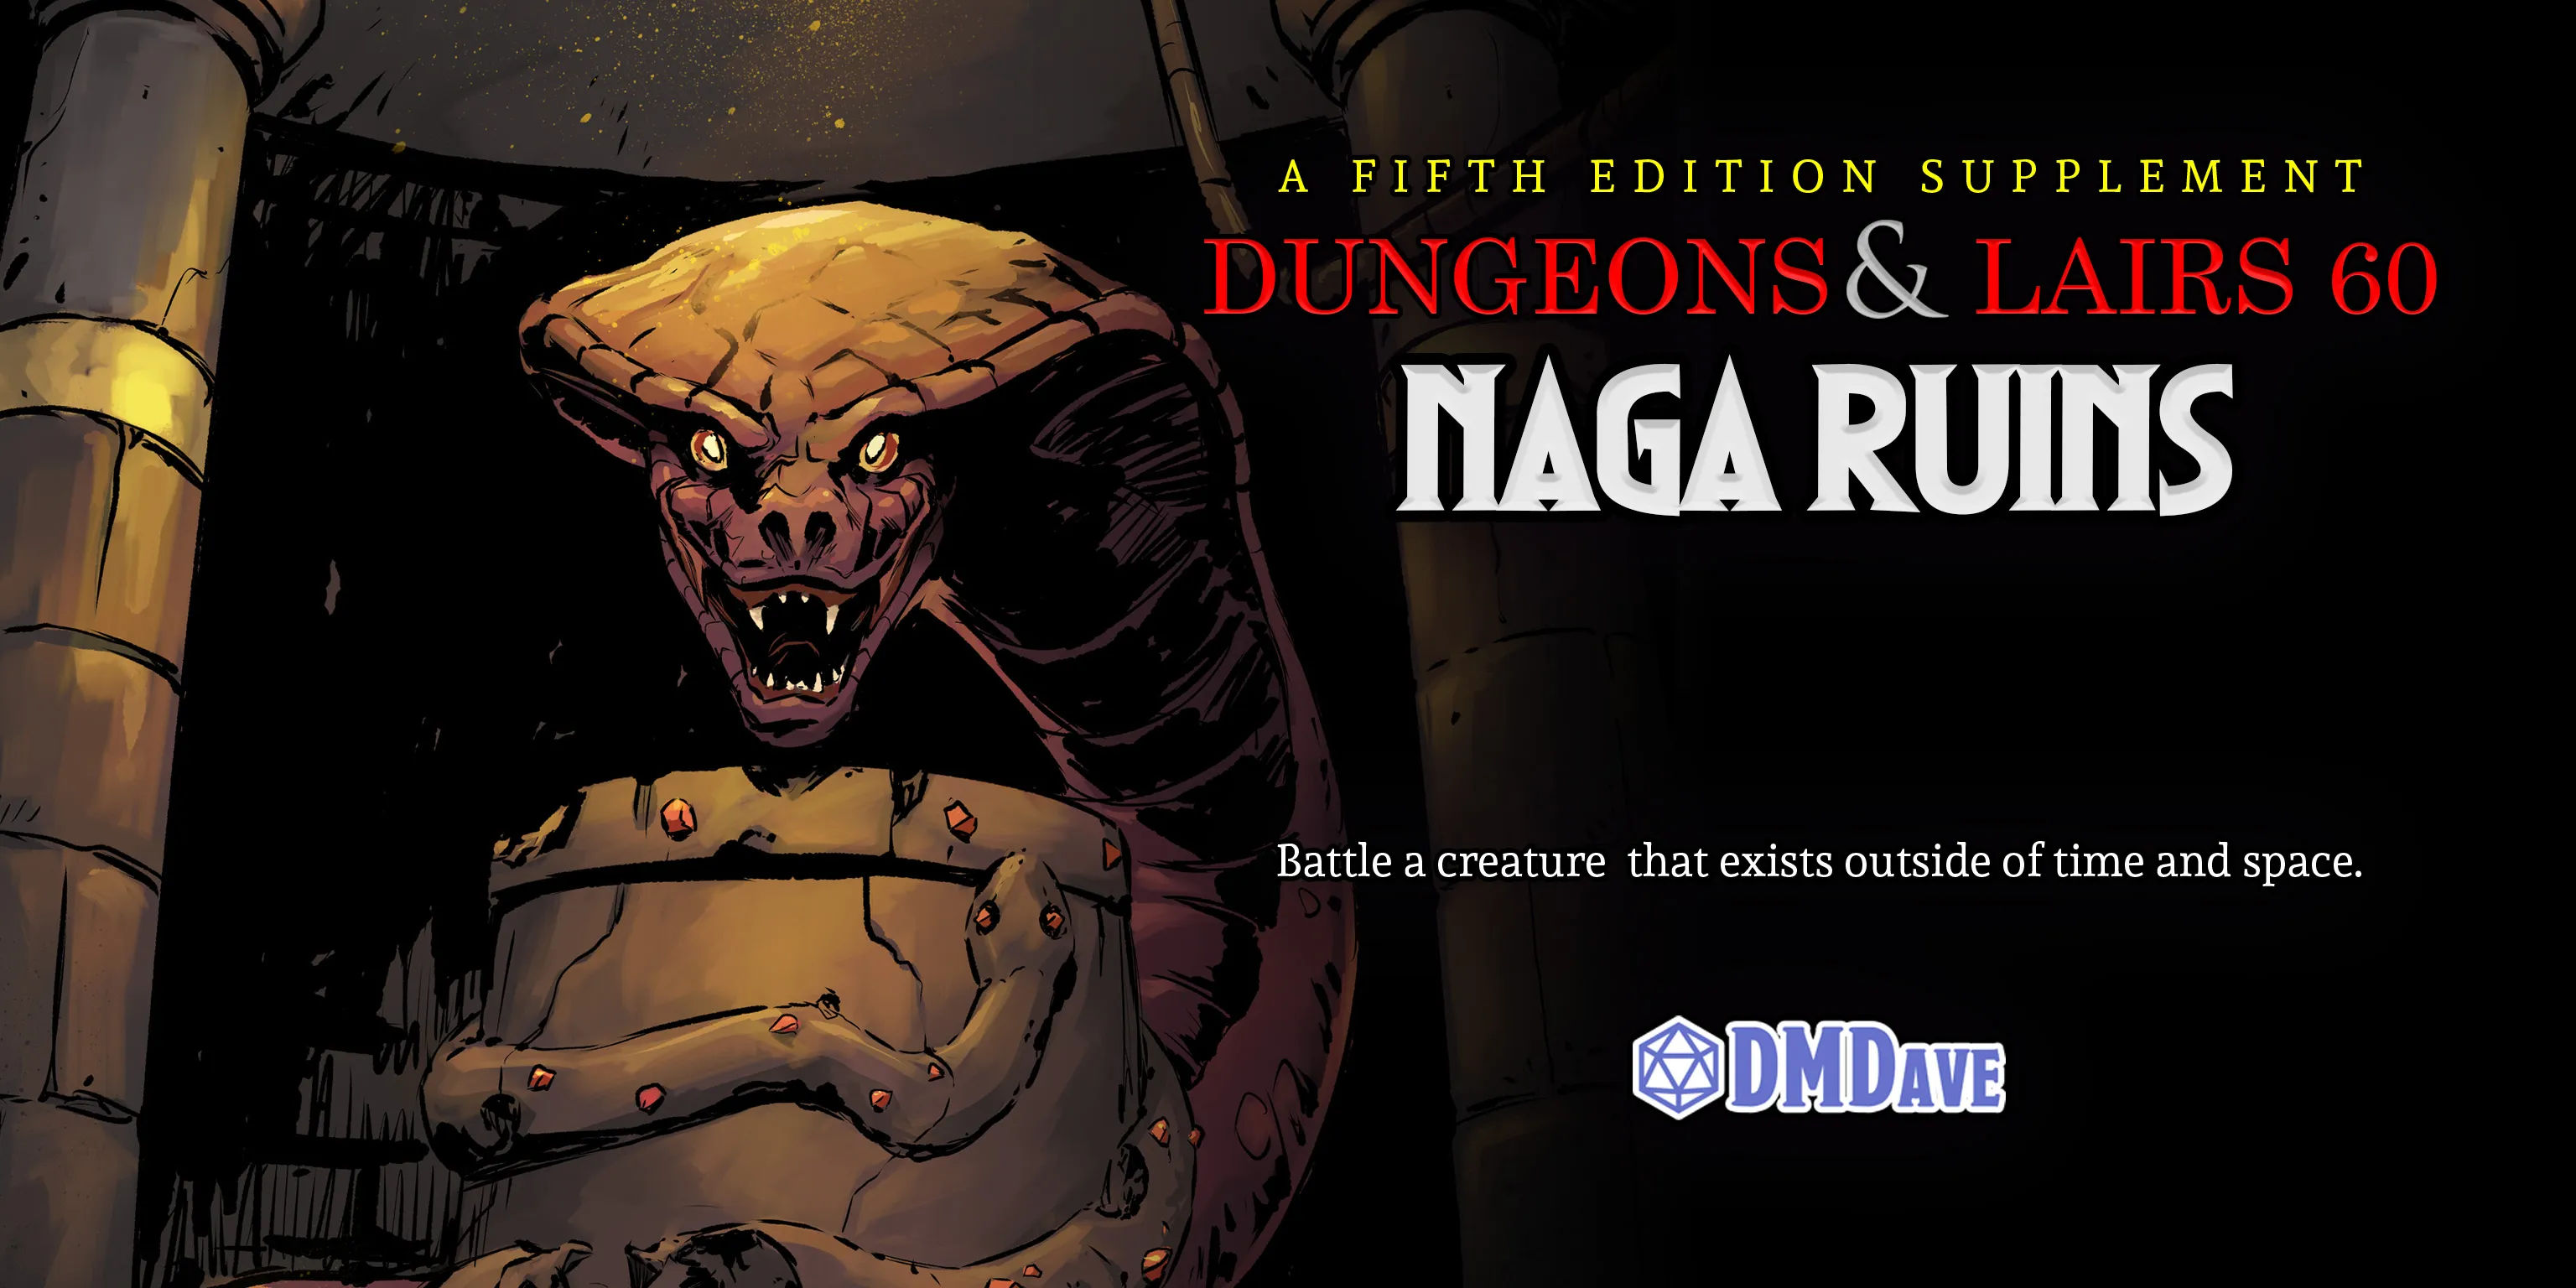 A FIFTH EDITION SUPPLEMENT
DUNGEONS & LAIRS 60
NAGA RUINS
Battle a creature  that exists outside of time and space.
DMDAVE